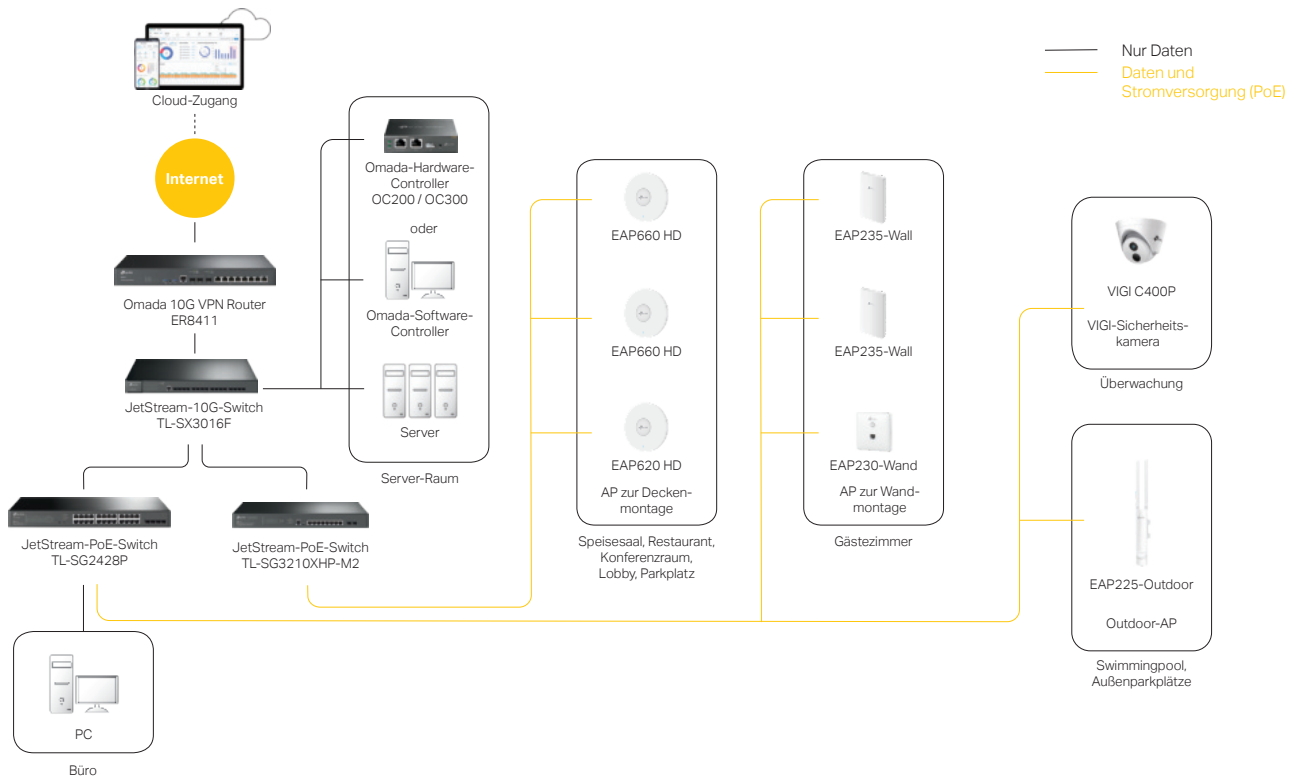 Cloud-Zugang
Internet
Omada 10G VPN Router
ER8411
JetStream-10G-Switch
TL-SX3016F
JetStream-PoE-Switch
TL-SG2428P
JetStream-PoE-Switch
TL-SG3210XHP-M2
PC
Büro
Omada-Hardware-
Controller
OC200 / OC300
oder
Omada-Software-
Controller
Server
Server-Raum
EAP660 HD
EAP660 HD
EAP620 HD
AP zur Decken-
montage
Speisesaal, Restaurant,
Konferenzraum,
Lobby, Parkplatz
EAP235-Wall
EAP235-Wall
EAP230-Wand
AP zur Wand-
montage
Gästezimmer
Nur Daten
Daten und
Stromversorgung (PoE)
VIGI C400P
VIGI-Sicherheits-
kamera
Überwachung
EAP225-Outdoor
Outdoor-AP
Swimmingpool,
Außenparkplätze